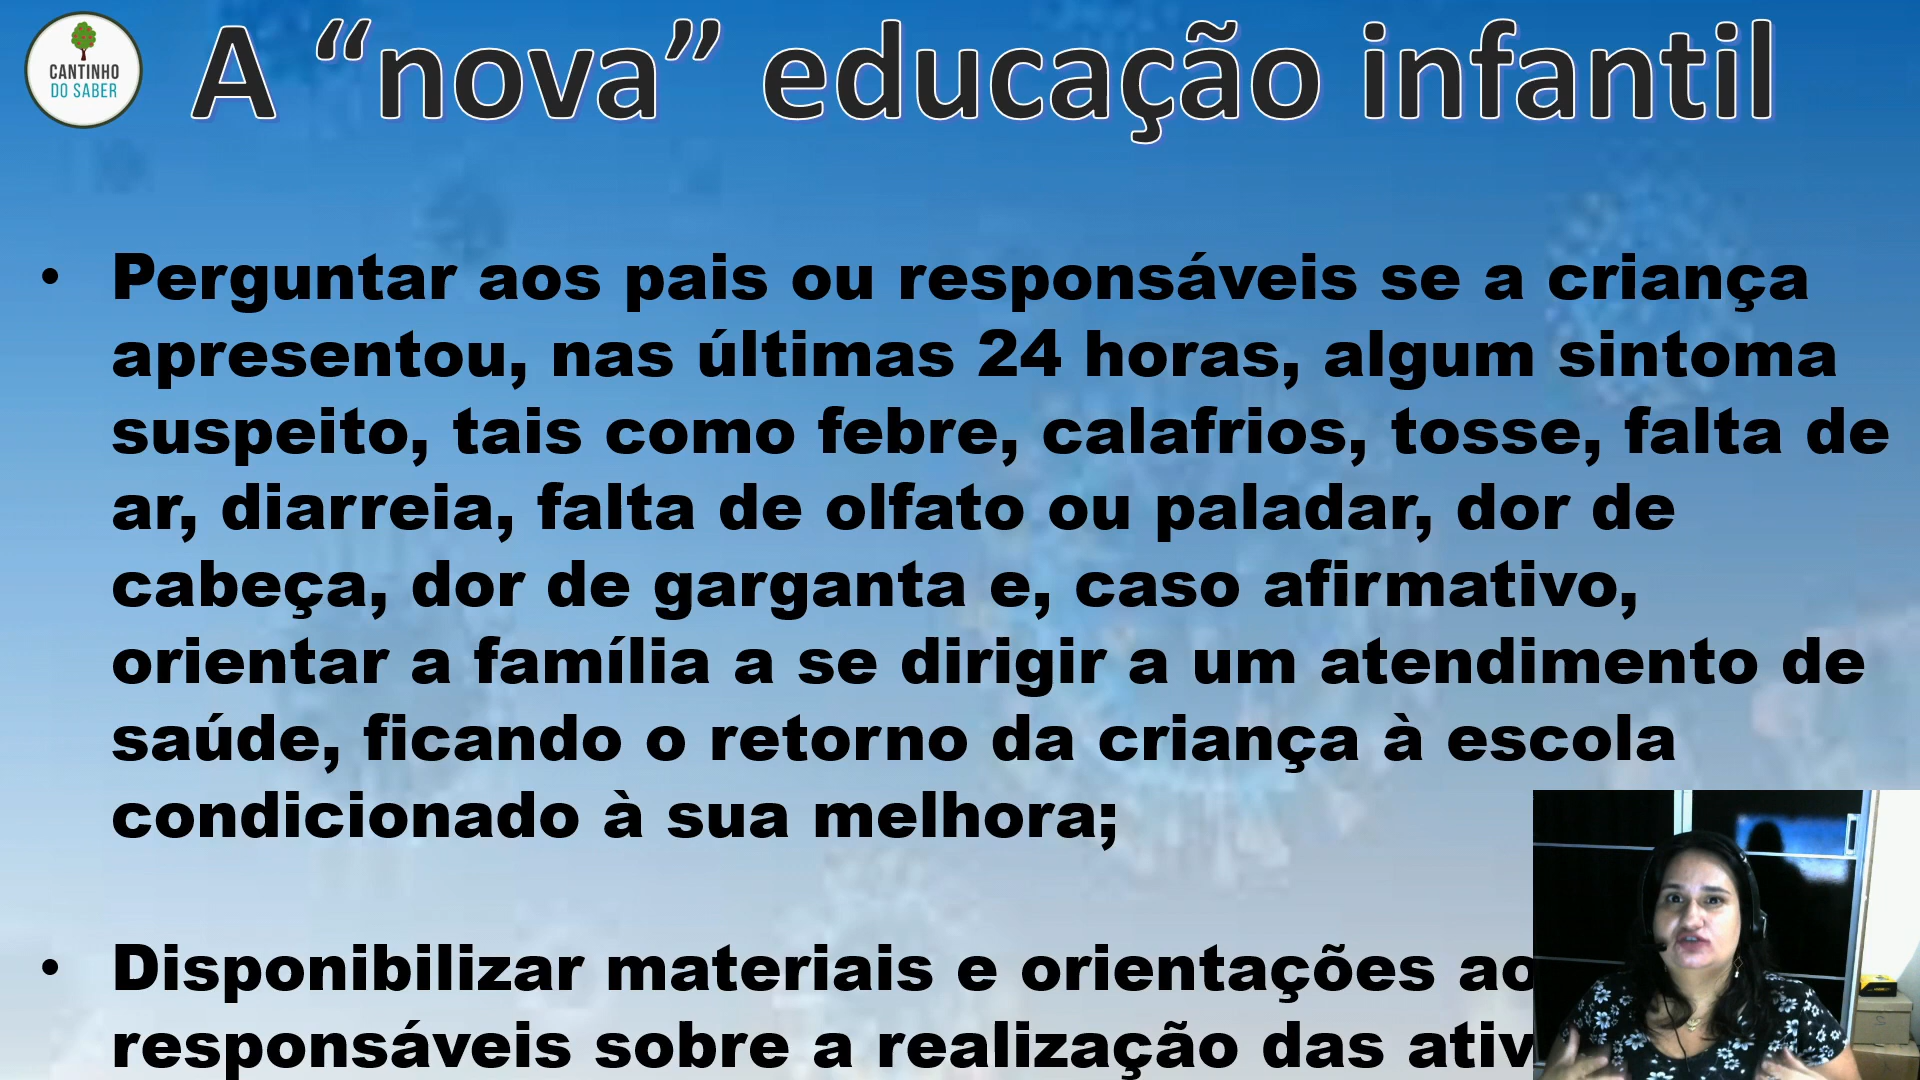 CANTINHO
DO SABER
A “nova” educação infantil
• Perguntar aos pais ou responsáveis se a criança
apresentou, nas últimas 24 horas, algum sintoma
suspeito, tais como febre, calafrios, tosse, falta de
ar, diarreia, falta de olfato ou paladar, dor de
cabeça, dor de garganta e, caso afirmativo,
orientar a família a se dirigir a um atendimento de
saúde, ficando o retorno da criança à escola
condicionado à sua melhora;
• Disponibilizar materiais e orientações
responsáveis sobre a realização das